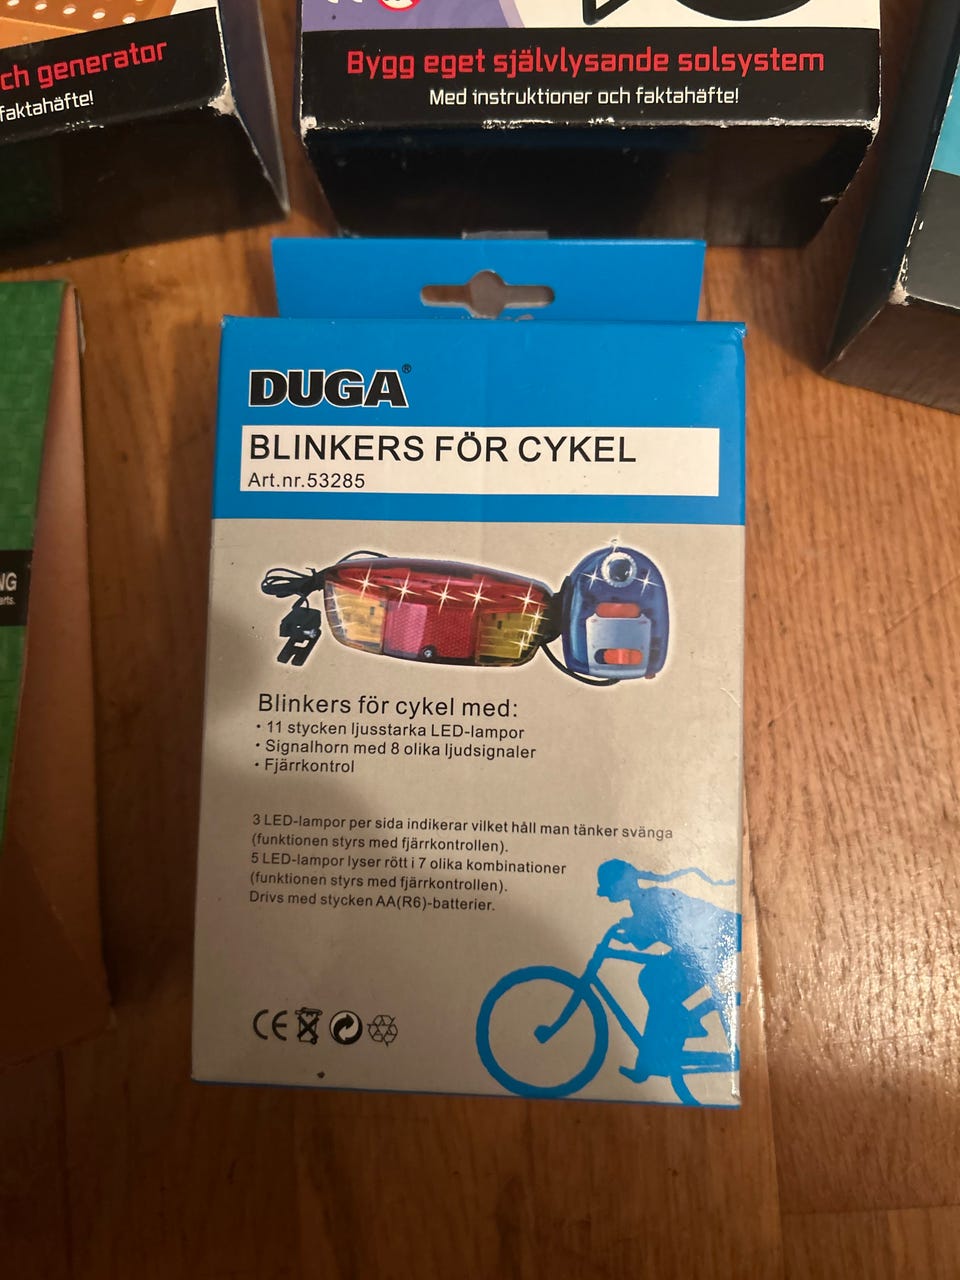 ch generator
faktahäfte!
Bygg eget självlysande solsystem
Med instruktioner och faktahäfte!
DUGA®
BLINKERS FÖR CYKEL
Art.nr.53285
Blinkers för cykel med:
• 11 stycken ljusstarka LED-lampor
• Signalhorn med 8 olika ljudsignaler
• Fjärrkontrol
3 LED-lampor per sida indikerar vilket håll man tänker svänga
(funktionen styrs med fjärrkontrollen).
5 LED-lampor lyser rött i 7 olika kombinationer
(funktionen styrs med fjärrkontrollen).
Drivs med stycken AA(R6)-batterier.
CE
NG
arts.